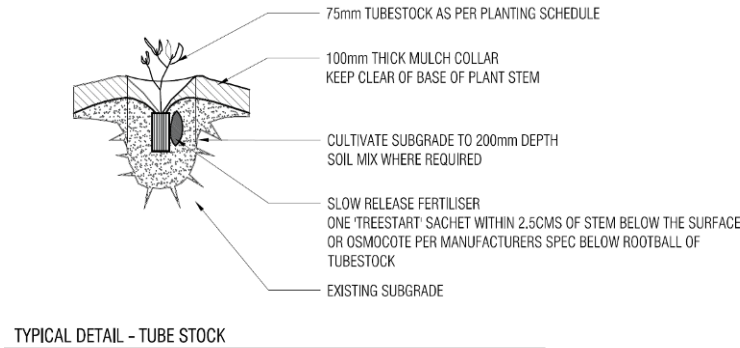 75mm TUBESTOCK AS PER PLANTING SCHEDULE
100mm THICK MULCH COLLAR
KEEP CLEAR OF BASE OF PLANT STEM
CULTIVATE SUBGRADE TO 200mm DEPTH
SOIL MIX WHERE REQUIRED
SLOW RELEASE FERTILISER
ONE 'TREESTART' SACHET WITHIN 2.5CMS OF STEM BELOW THE SURFACE
OR OSMOCOTE PER MANUFACTURERS SPEC BELOW ROOTBALL OF
TUBESTOCK
EXISTING SUBGRADE
TYPICAL DETAIL - TUBE STOCK